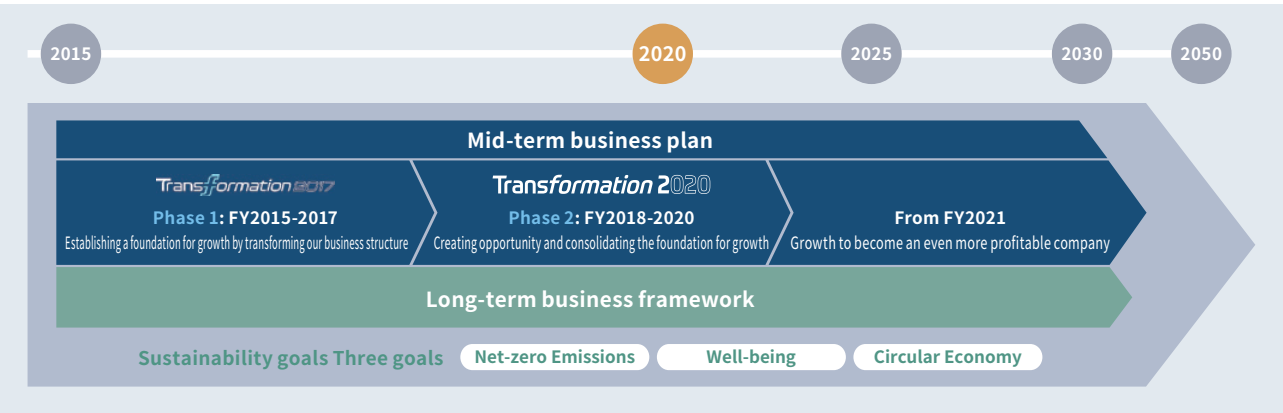 2015
2020
2025
2030
2050
Mid-term business plan
Transformation 2017
Transformation 2020
Phase 1: FY2015-2017
Phase 2: FY2018-2020
From FY2021
Establishing a foundation for growth by transforming our business structure
Creating opportunity and consolidating the foundation for growth
Growth to become an even more profitable company
Long-term business framework
Sustainability goals Three goals
Net-zero Emissions
Well-being
Circular Economy